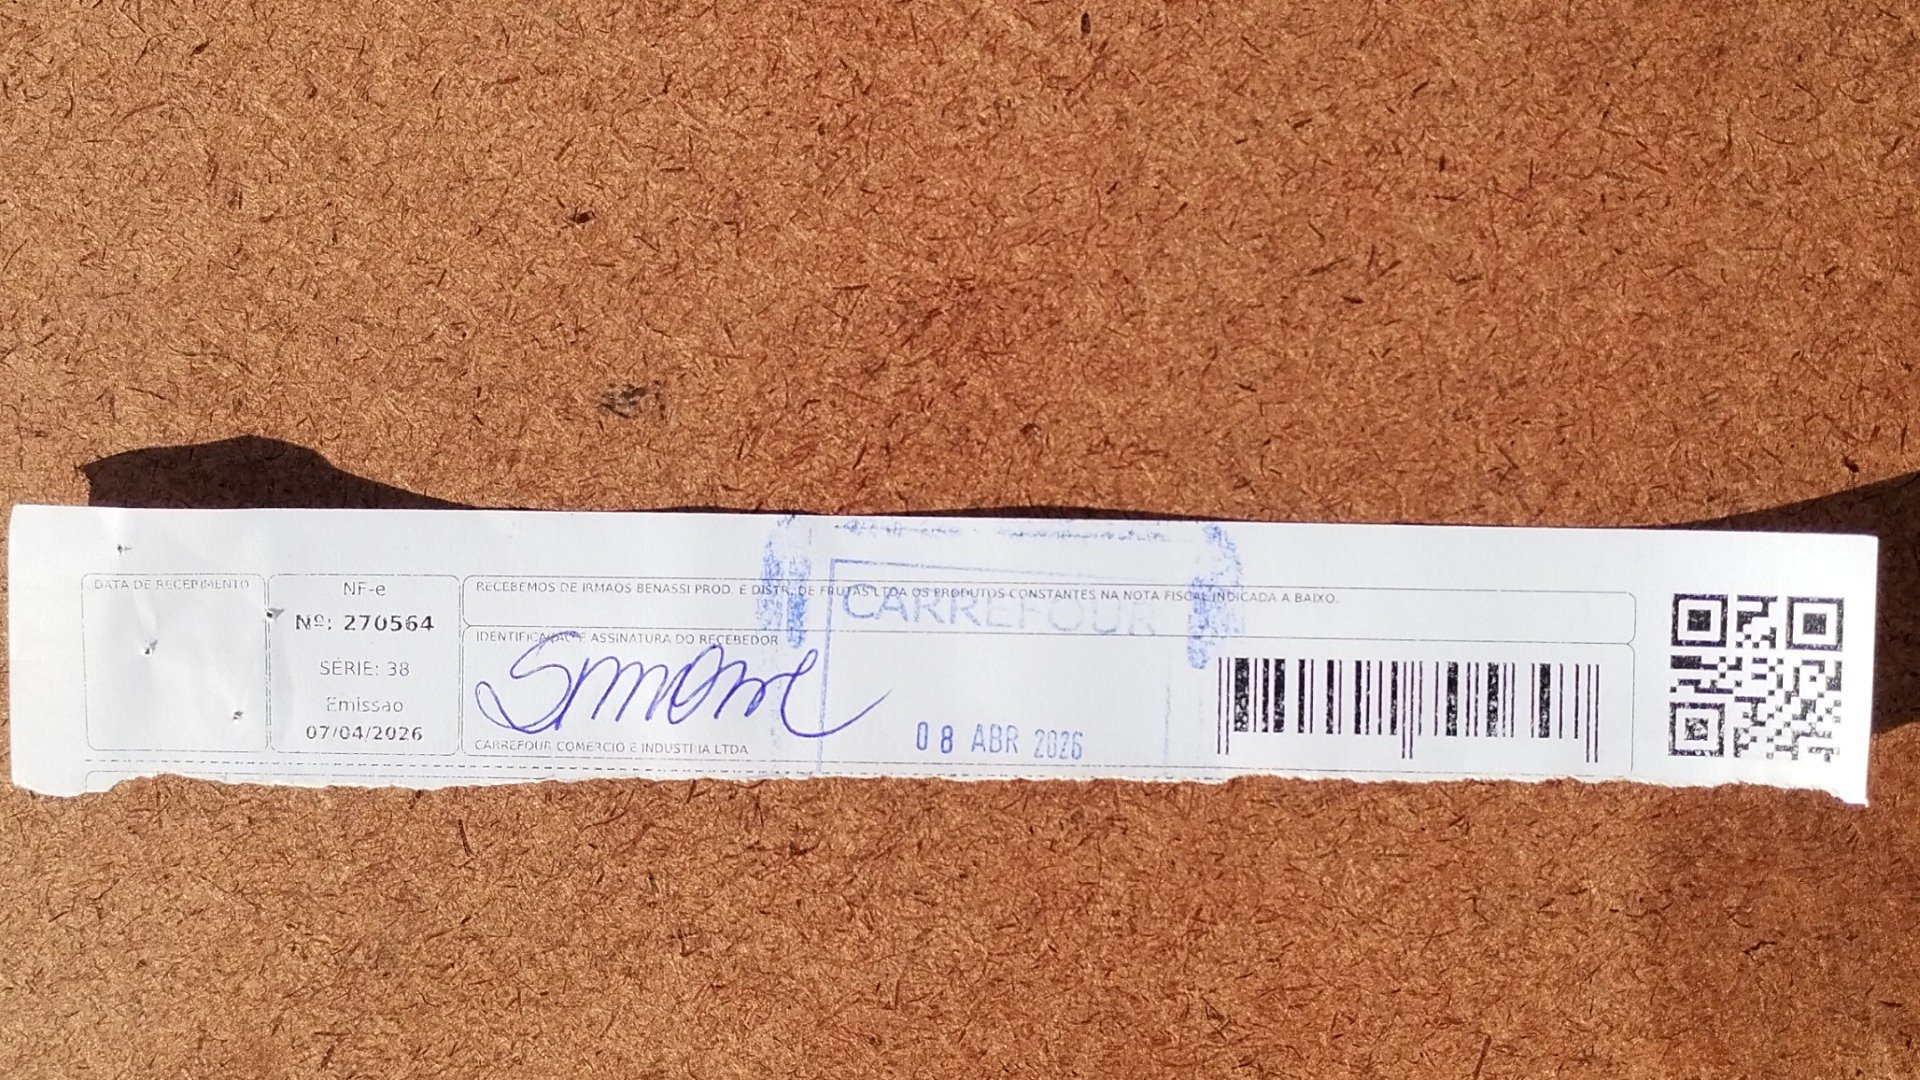 DATA DE RECEBIMENTO
NF-e
Nº: 270564
SÉRIE: 38
Emissao
07/04/2026
RECEBEMOS DE IRMAOS BENASSI PROD. E DISTR. DE FRUTAS LTDA OS PRODUTOS CONSTANTES NA NOTA FISCAL INDICADA A BAIXO.
IDENTIFICAÇÃO E ASSINATURA DO RECEBEDOR
Simone
CARREFOUR COMERCIO E INDUSTRIA LTDA
CARREFOUR
08 ABR 2026